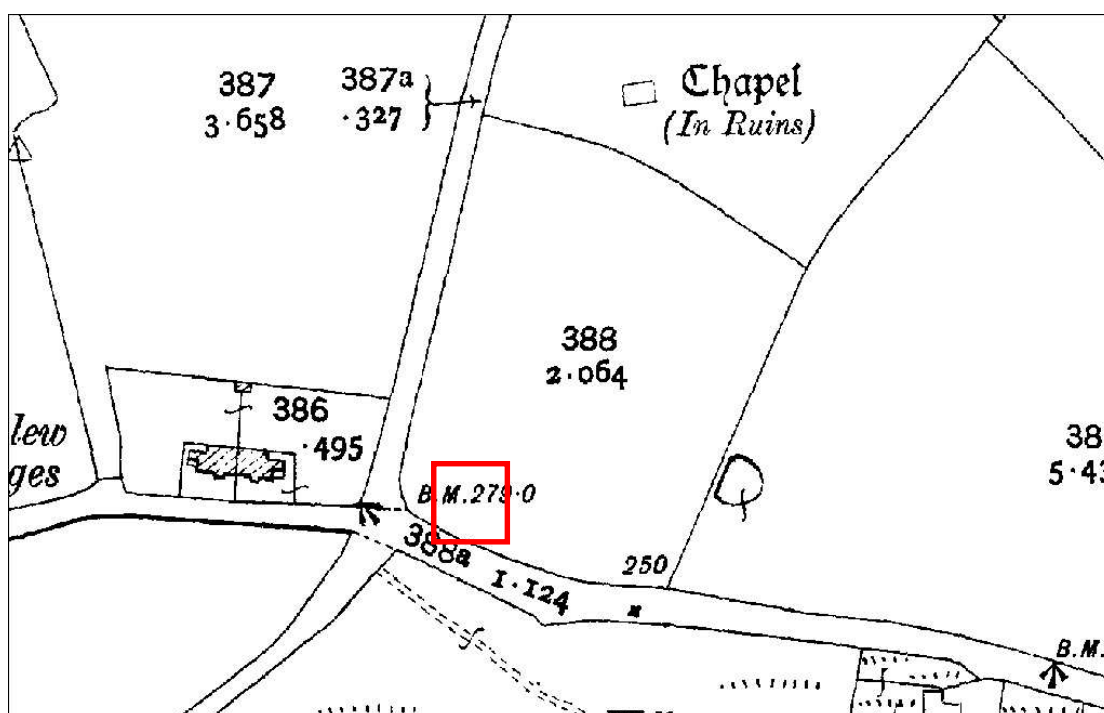 387 387a
3·658 ·327
Chapel
(In Ruins)
388
2·064
386
·495
lew
ges
38
5·43
B.M.279·0
388a
1·124
250
B.M.